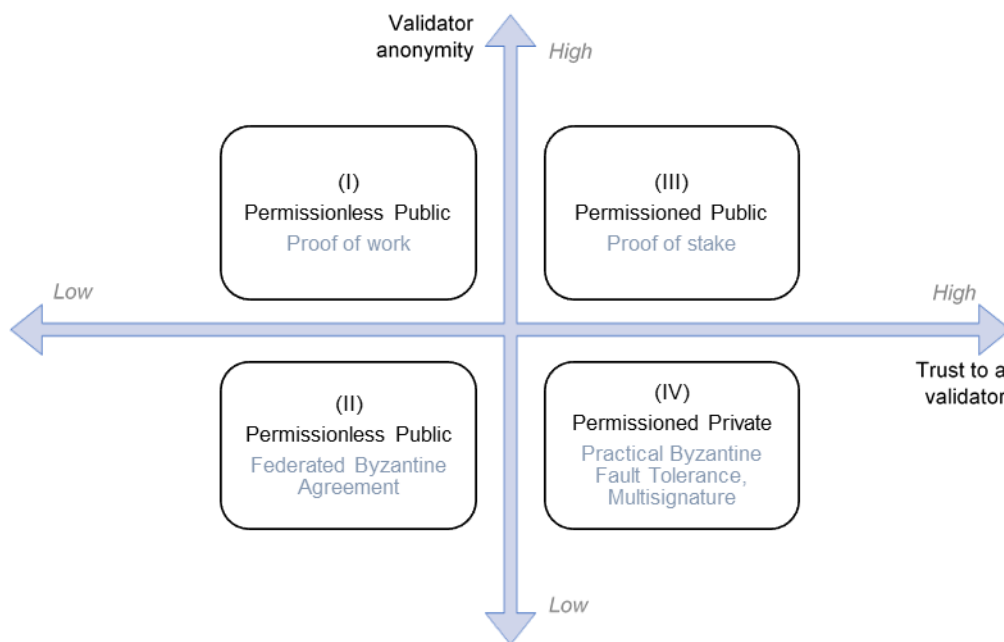 Validator
anonymity
High
(I)
Permissionless Public
Proof of work
(III)
Permissioned Public
Proof of stake
Low
High
Trust to a
validator
(II)
Permissionless Public
Federated Byzantine
Agreement
(IV)
Permissioned Private
Practical Byzantine
Fault Tolerance,
Multisignature
Low